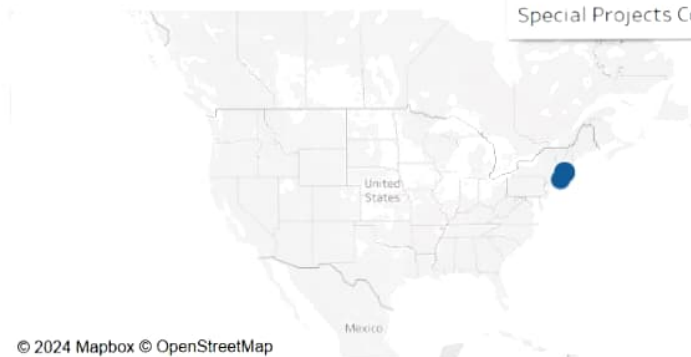 Special Projects
United
States
Mexico
© 2024 Mapbox © OpenStreetMap